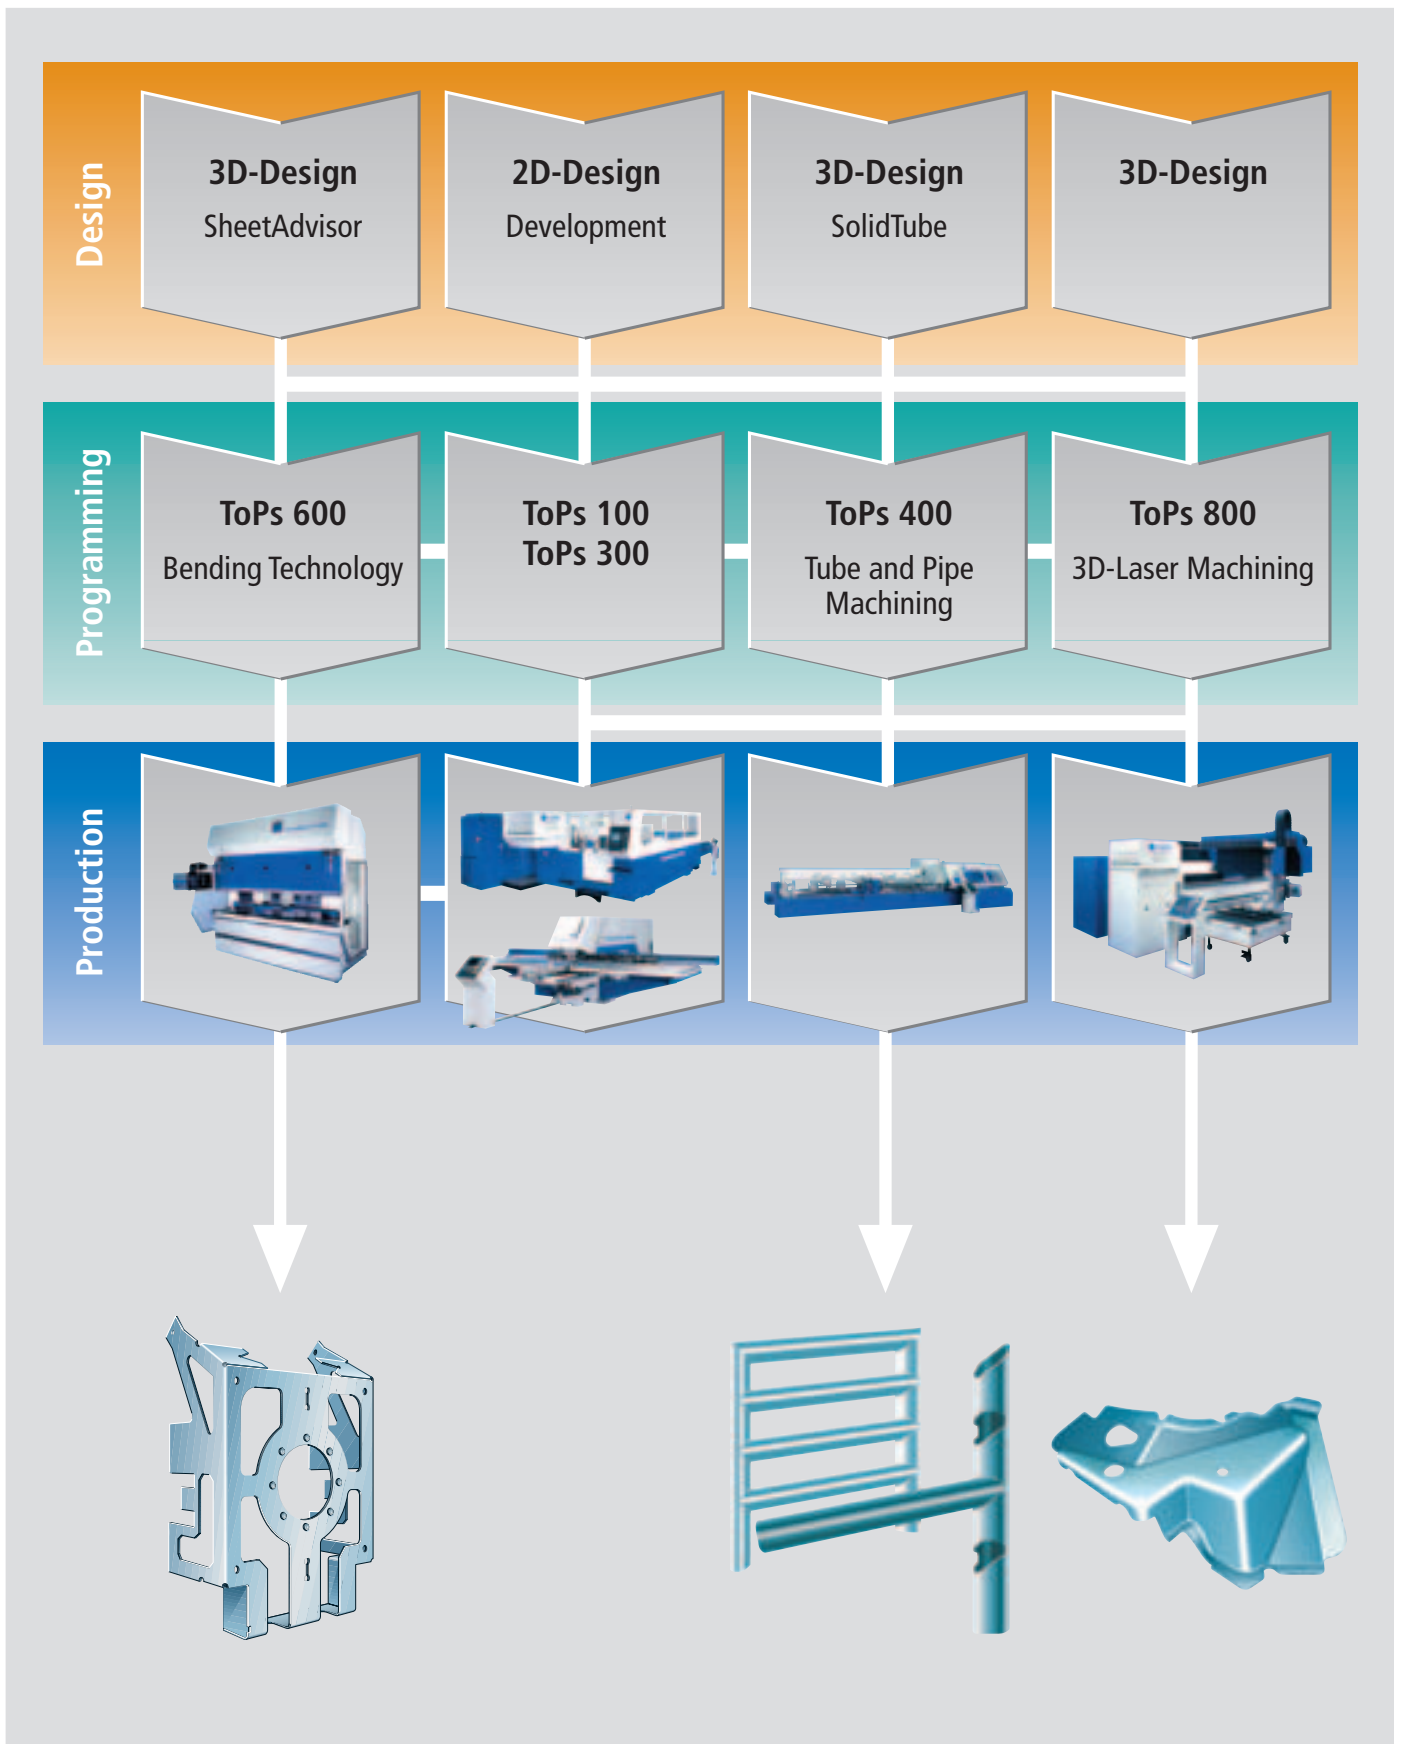 Design
3D-Design
SheetAdvisor
2D-Design
Development
3D-Design
SolidTube
3D-Design
Programming
ToPs 600
Bending Technology
ToPs 100
ToPs 300
ToPs 400
Tube and Pipe
Machining
ToPs 800
3D-Laser Machining
Production